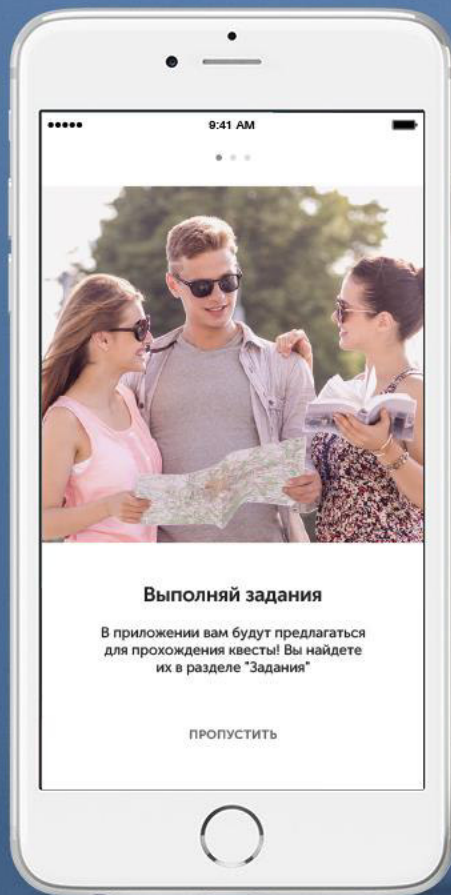 9:41 AM
Выполняй задания
В приложении вам будут предлагаться
для прохождения квесты! Вы найдете
их в разделе "Задания"
ПРОПУСТИТЬ